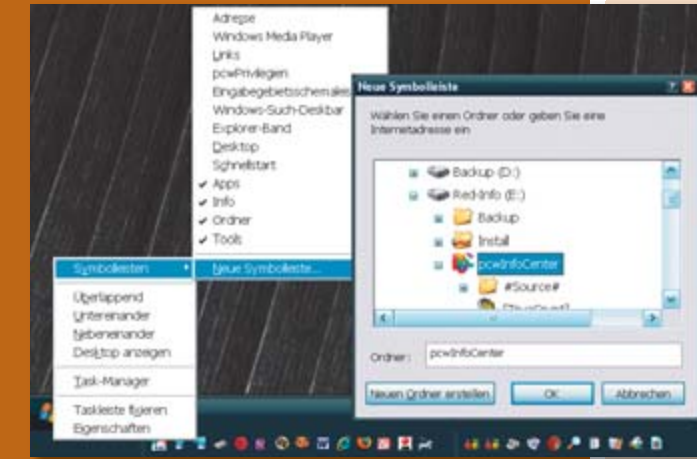 Adresse
Windows Media Player
Links
pcwPrivilegien
Eingabegebietsschemaleiste
Windows-Such-Deskbar
Explorer-Band
Desktop
Schnellstart
Apps
Info
Ordner
Tools
Neue Symbolleiste...
Symbolleisten
Überlappend
Untereinander
Nebeneinander
Desktop anzeigen
Task-Manager
Taskleiste fixieren
Eigenschaften
Neue Symbolleiste
Wählen Sie einen Ordner oder geben Sie eine
Internetadresse ein
Backup (D:)
Red-Info (E:)
Backup
Install
pcwInfoCenter
#Source#
Ordner: pcwInfoCenter
Neuen Ordner erstellen OK Abbrechen